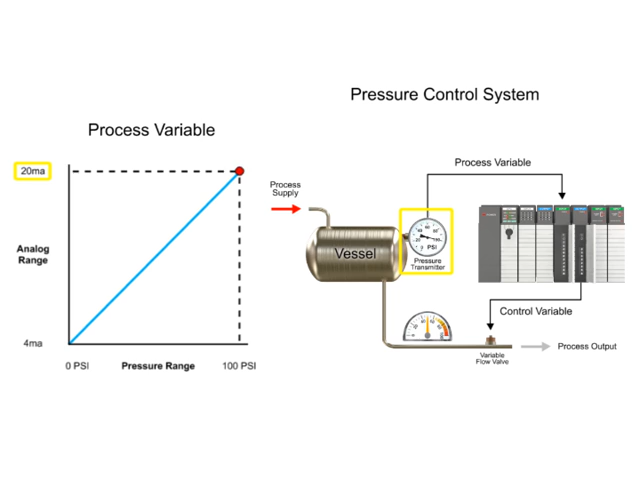 Pressure Control System
Process Variable
20ma
Analog
Range
4ma
0 PSI
Pressure Range
100 PSI
Process
Supply
Process Variable
Vessel
PSI
Pressure
Transmitter
Control Variable
Variable
Flow Valve
Process Output